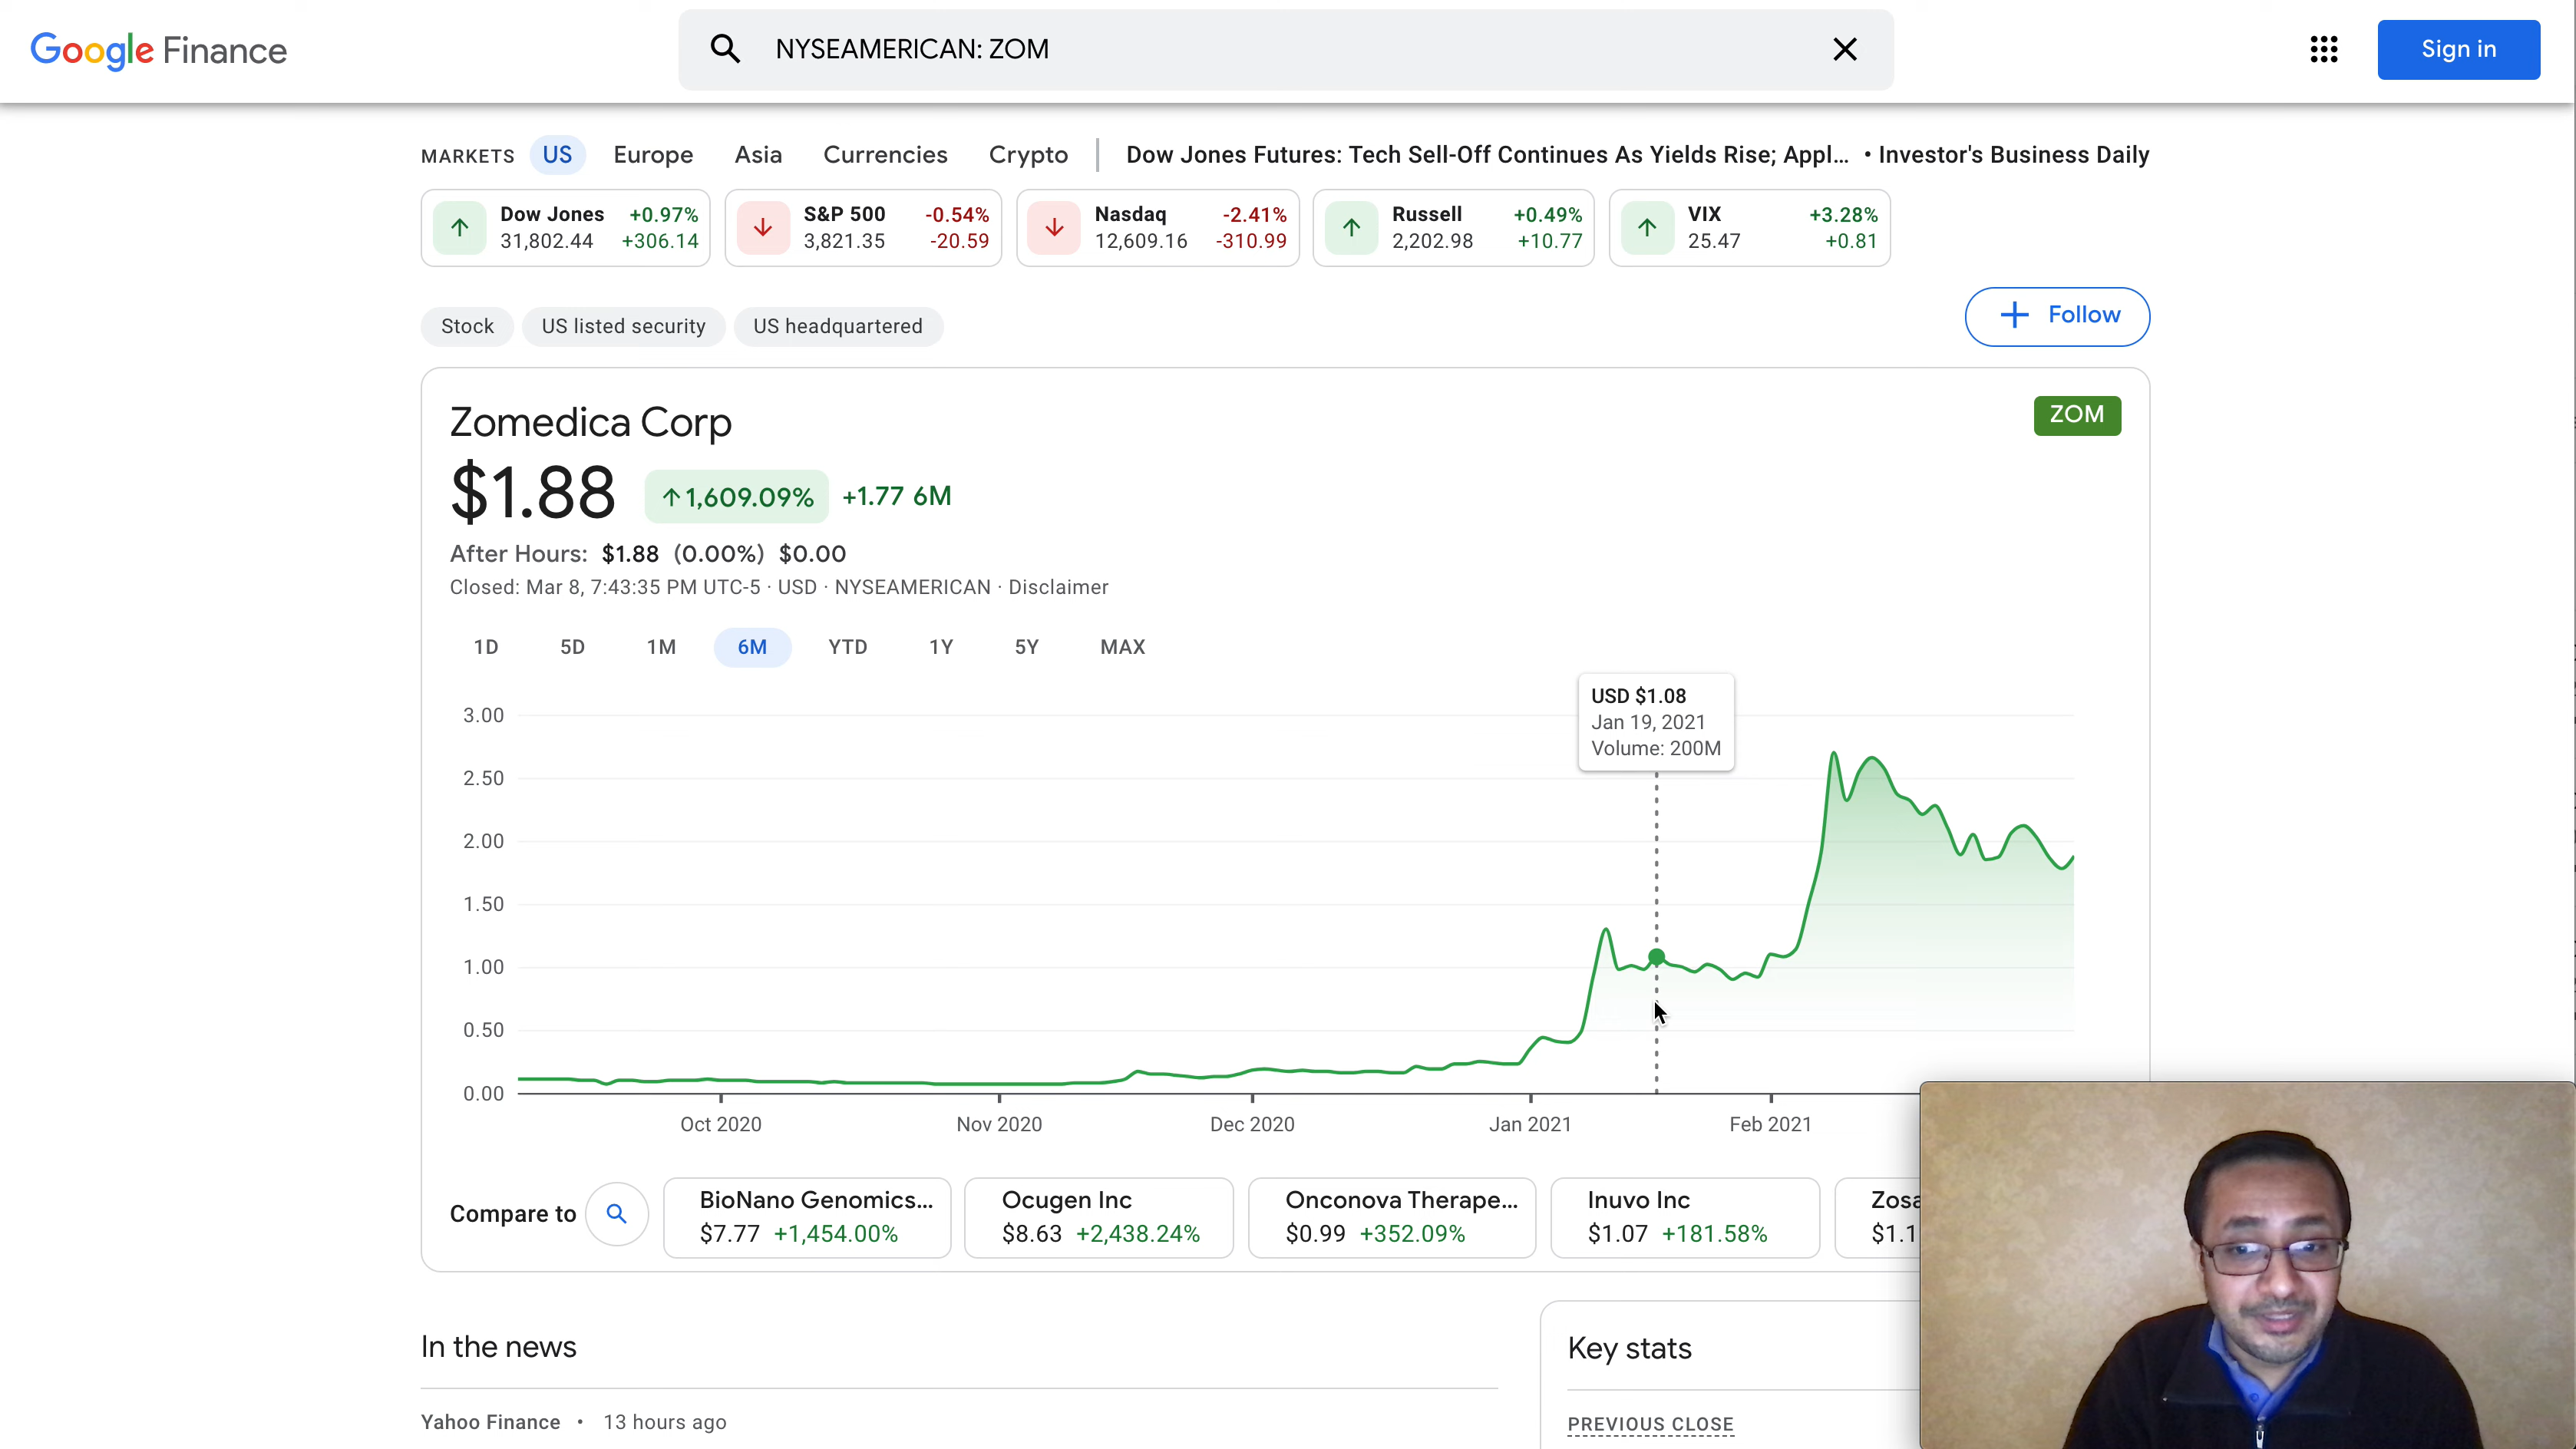 Google Finance
NYSEAMERICAN: ZOM
Sign in
MARKETS US Europe Asia Currencies Crypto Dow Jones Futures: Tech Sell-Off Continues As Yields Rise; Appl... • Investor's Business Daily
Dow Jones +0.97% S&P 500 -0.54% Nasdaq -2.41% Russell +0.49% VIX +3.28%
31,802.44 +306.14 3,821.35 -20.59 12,609.16 -310.99 2,202.98 +10.77 25.47 +0.81
Stock US listed security US headquartered
+ Follow
Zomedica Corp
ZOM
$1.88 ↑1,609.09% +1.77 6M
After Hours: $1.88 (0.00%) $0.00
Closed: Mar 8, 7:43:35 PM UTC-5 · USD · NYSEAMERICAN · Disclaimer
1D 5D 1M 6M YTD 1Y 5Y MAX
USD $1.08
Jan 19, 2021
Volume: 200M
3.00
2.50
2.00
1.50
1.00
0.50
0.00
Oct 2020 Nov 2020 Dec 2020 Jan 2021 Feb 2021
Compare to
BioNano Genomics...
$7.77 +1,454.00%
Ocugen Inc
$8.63 +2,438.24%
Onconova Therape...
$0.99 +352.09%
Inuvo Inc
$1.07 +181.58%
Zosa
$1.1
In the news
Yahoo Finance • 13 hours ago
Key stats
PREVIOUS CLOSE